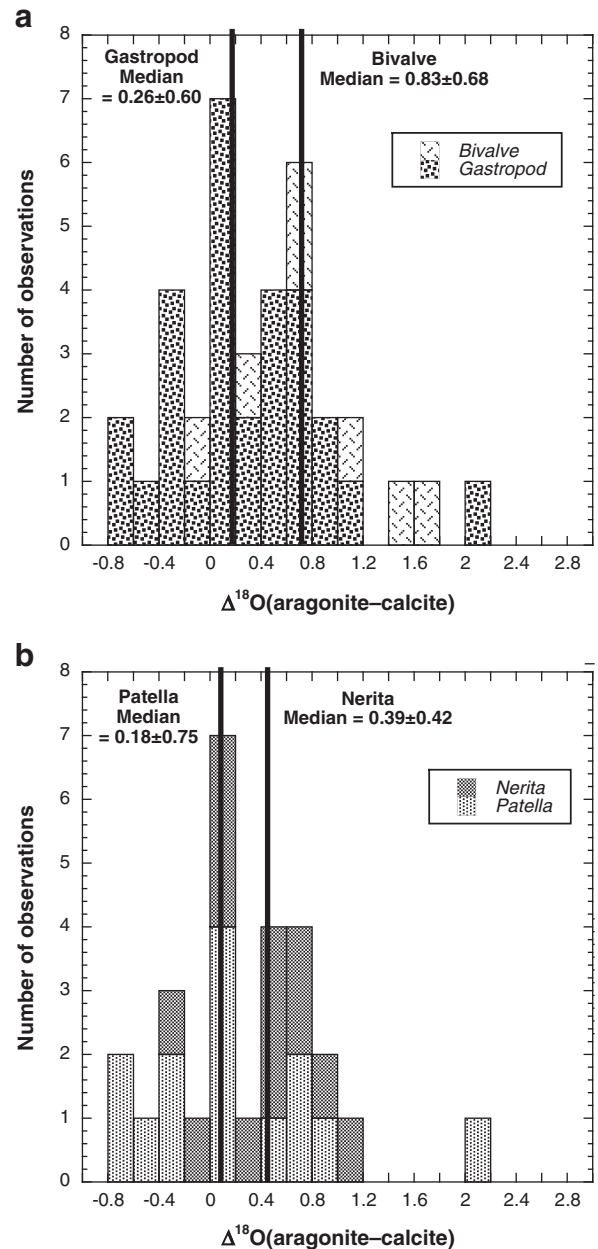 a
Gastropod
Median
= 0.26±0.60
Bivalve
Median = 0.83±0.68
Bivalve
Gastropod
8
7
6
5
4
3
2
1
0
Number of observations
-0.8 -0.4 0 0.4 0.8 1.2 1.6 2 2.4 2.8
Δ¹⁸O(aragonite–calcite)
b
Patella
Median
= 0.18±0.75
Nerita
Median = 0.39±0.42
Nerita
Patella
8
7
6
5
4
3
2
1
0
Number of observations
-0.8 -0.4 0 0.4 0.8 1.2 1.6 2 2.4 2.8
Δ¹⁸O(aragonite–calcite)